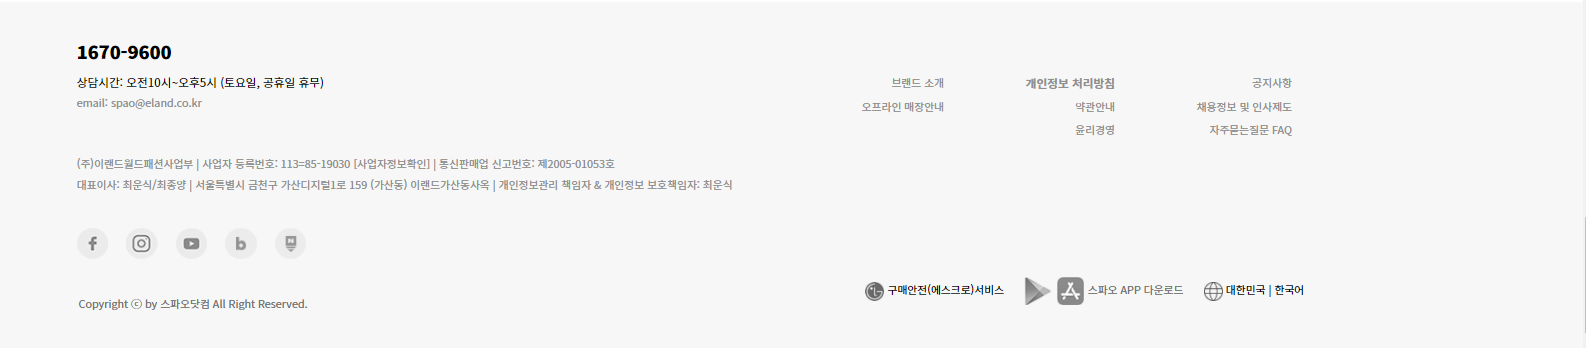 1670-9600
상담시간: 오전10시~오후5시 (토요일, 공휴일 휴무)
email: spao@eland.co.kr
브랜드 소개
오프라인 매장안내
개인정보 처리방침
약관안내
윤리경영
공지사항
채용정보 및 인사제도
자주묻는질문 FAQ
(주)이랜드월드패션사업부 | 사업자 등록번호: 113=85-19030 [사업자정보확인] | 통신판매업 신고번호: 제2005-01053호
대표이사: 최운식/최종양 | 서울특별시 금천구 가산디지털1로 159 (가산동) 이랜드가산동사옥 | 개인정보관리 책임자 & 개인정보 보호책임자: 최운식
Copyright ⓒ by 스파오닷컴 All Right Reserved.
구매안전(에스크로)서비스
스파오 APP 다운로드
대한민국 | 한국어